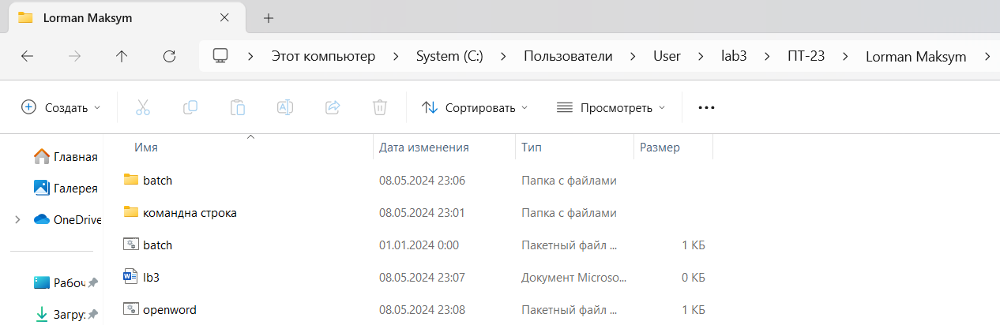 Lorman Maksym
Этот компьютер > System (C:) > Пользователи > User > lab3 > ПТ-23 > Lorman Maksym >
Создать Сортировать Просмотреть
Имя Дата изменения Тип Размер
Главная
Галерея
OneDrive
Рабоч
Загру:
batch 08.05.2024 23:06 Папка с файлами
командна строка 08.05.2024 23:01 Папка с файлами
batch 01.01.2024 0:00 Пакетный файл ... 1 КБ
lb3 08.05.2024 23:07 Документ Microso... 0 КБ
openword 08.05.2024 23:08 Пакетный файл ... 1 КБ